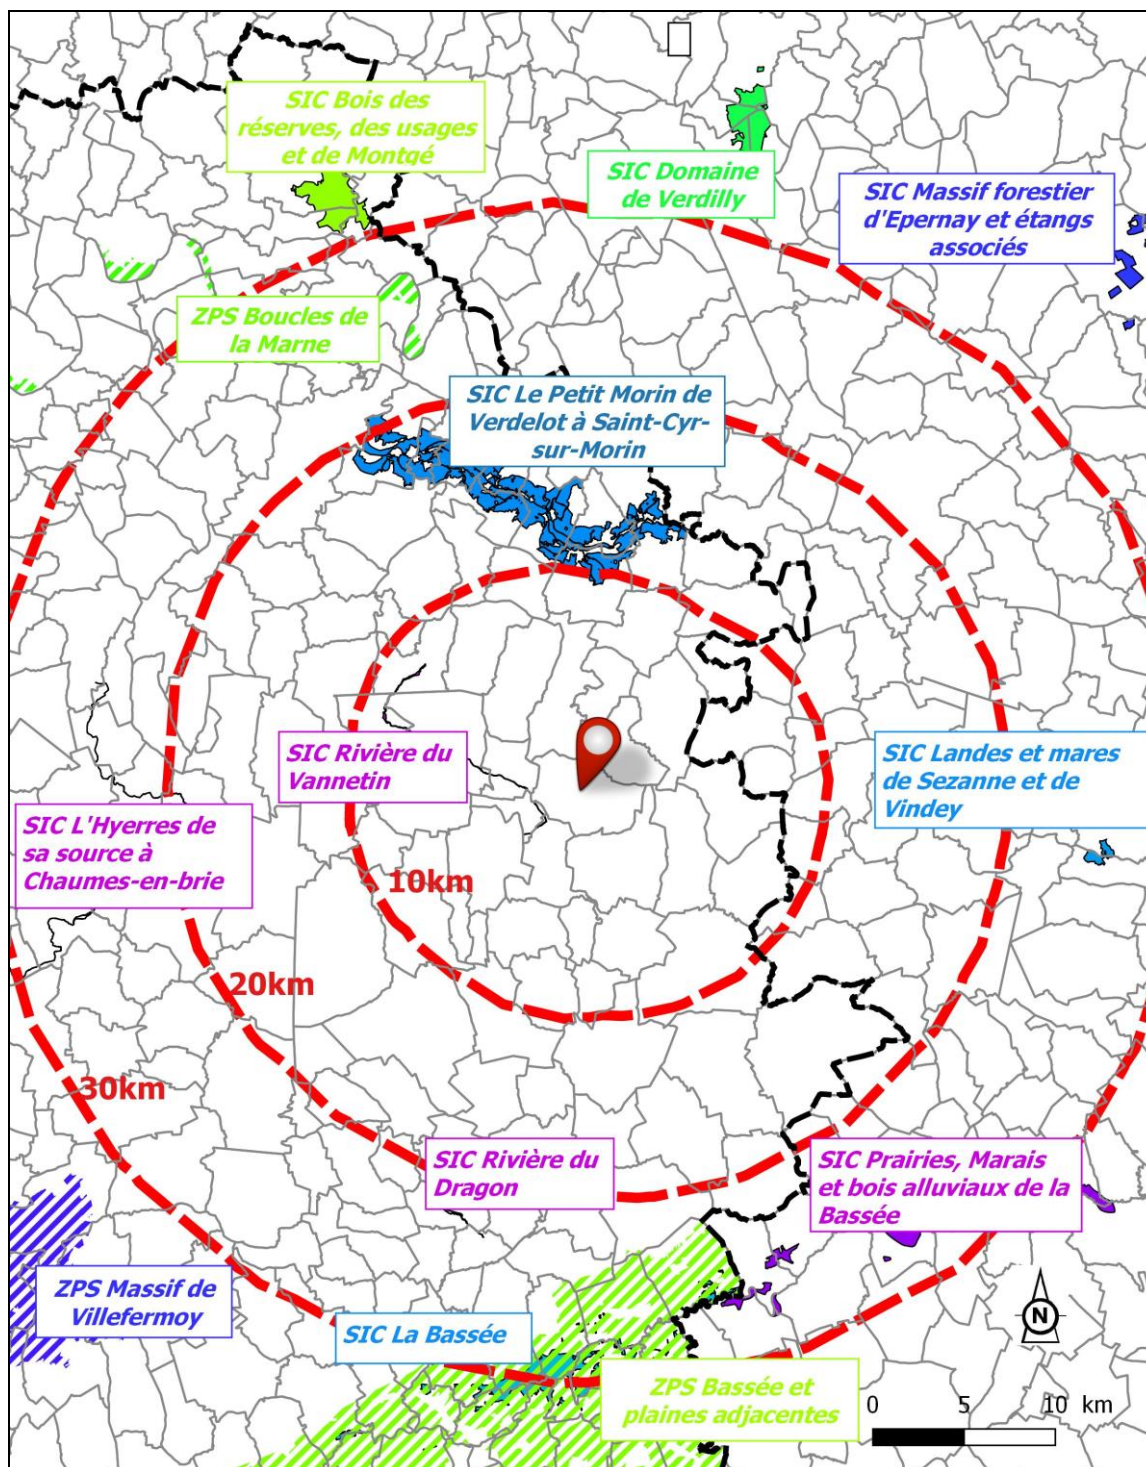 SIC Bois des
réserves, des usages
et de Montgé
SIC Domaine
de Verdilly
SIC Massif forestier
d'Epernay et étangs
associés
ZPS Boucles de
la Marne
SIC Le Petit Morin de
Verdelot à Saint-Cyr-
sur-Morin
SIC Rivière du
Vannetin
SIC Landes et mares
de Sezanne et de
Vindey
SIC L'Hyerres de
sa source à
Chaumes-en-brie
10km
20km
30km
SIC Rivière du
Dragon
SIC Prairies, Marais
et bois alluviaux de la
Bassée
ZPS Massif de
Villefermoy
SIC La Bassée
ZPS Bassée et
plaines adjacentes
N
0 5 10 km